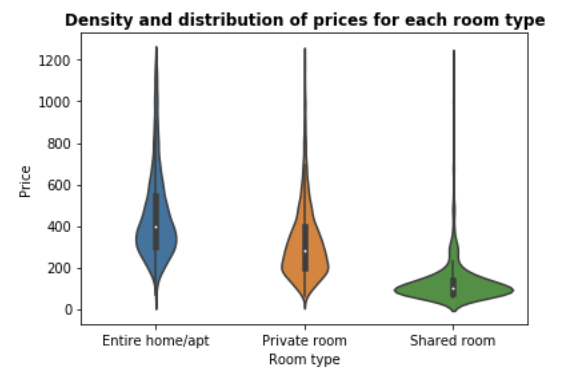 Density and distribution of prices for each room type
1200
1000
800
600
400
200
0
Price
Entire home/apt Private room Shared room
Room type